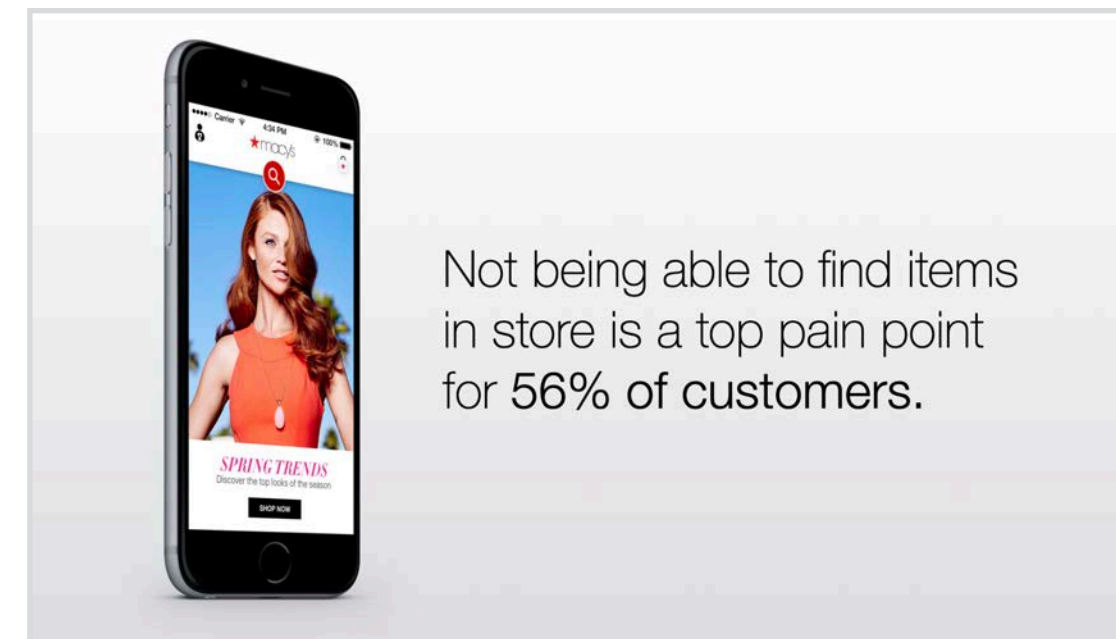 Carrier
4:34 PM
100%
macy's
SPRING TRENDS
Discover the top looks of the season
SHOP NOW
Not being able to find items
in store is a top pain point
for 56% of customers.